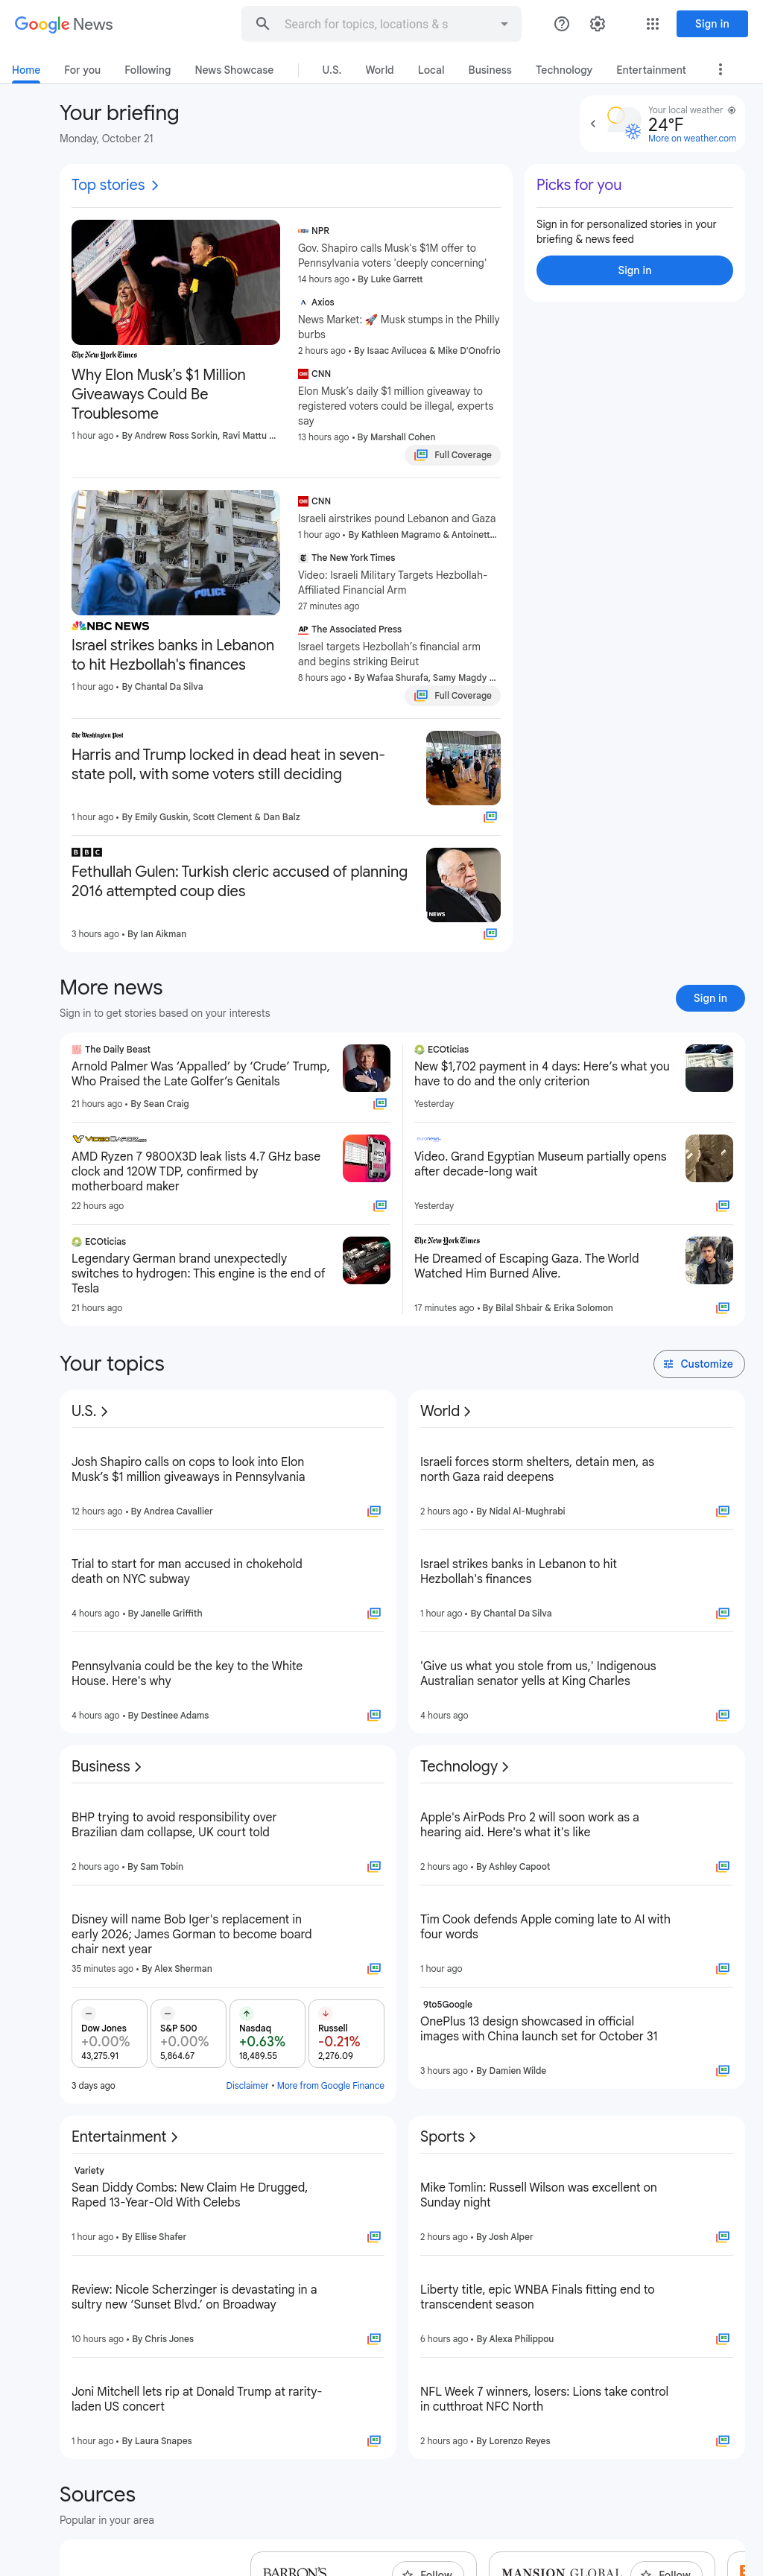 Google News
Search for topics, locations & s
Sign in
Home
For you
Following
News Showcase
U.S.
World
Local
Business
Technology
Entertainment
Your briefing
Monday, October 21
Your local weather
24°F
More on weather.com
Top stories
The New York Times
Why Elon Musk’s $1 Million
Giveaways Could Be
Troublesome
1 hour ago • By Andrew Ross Sorkin, Ravi Mattu ...
NPR
Gov. Shapiro calls Musk's $1M offer to
Pennsylvania voters 'deeply concerning'
14 hours ago • By Luke Garrett
Axios
News Market: 🚀 Musk stumps in the Philly
burbs
2 hours ago • By Isaac Avilucea & Mike D'Onofrio
CNN
Elon Musk’s daily $1 million giveaway to
registered voters could be illegal, experts
say
13 hours ago • By Marshall Cohen
Full Coverage
Picks for you
Sign in for personalized stories in your
briefing & news feed
Sign in
POLICE
NBC NEWS
Israel strikes banks in Lebanon
to hit Hezbollah's finances
1 hour ago • By Chantal Da Silva
CNN
Israeli airstrikes pound Lebanon and Gaza
1 hour ago • By Kathleen Magramo & Antoinett...
The New York Times
Video: Israeli Military Targets Hezbollah-
Affiliated Financial Arm
27 minutes ago
AP The Associated Press
Israel targets Hezbollah’s financial arm
and begins striking Beirut
8 hours ago • By Wafaa Shurafa, Samy Magdy ...
Full Coverage
The Washington Post
Harris and Trump locked in dead heat in seven-
state poll, with some voters still deciding
1 hour ago • By Emily Guskin, Scott Clement & Dan Balz
BBC
Fethullah Gulen: Turkish cleric accused of planning
2016 attempted coup dies
3 hours ago • By Ian Aikman
NEWS
More news
Sign in to get stories based on your interests
Sign in
The Daily Beast
Arnold Palmer Was ‘Appalled’ by ‘Crude’ Trump,
Who Praised the Late Golfer’s Genitals
21 hours ago • By Sean Craig
ECOticias
New $1,702 payment in 4 days: Here’s what you
have to do and the only criterion
Yesterday
VIDEOCARDZ.com
AMD Ryzen 7 9800X3D leak lists 4.7 GHz base
clock and 120W TDP, confirmed by
motherboard maker
22 hours ago
euronews.
Video. Grand Egyptian Museum partially opens
after decade-long wait
Yesterday
ECOticias
Legendary German brand unexpectedly
switches to hydrogen: This engine is the end of
Tesla
21 hours ago
The New York Times
He Dreamed of Escaping Gaza. The World
Watched Him Burned Alive.
17 minutes ago • By Bilal Shbair & Erika Solomon
Your topics
Customize
U.S.
Josh Shapiro calls on cops to look into Elon
Musk’s $1 million giveaways in Pennsylvania
12 hours ago • By Andrea Cavallier
Trial to start for man accused in chokehold
death on NYC subway
4 hours ago • By Janelle Griffith
Pennsylvania could be the key to the White
House. Here's why
4 hours ago • By Destinee Adams
World
Israeli forces storm shelters, detain men, as
north Gaza raid deepens
2 hours ago • By Nidal Al-Mughrabi
Israel strikes banks in Lebanon to hit
Hezbollah's finances
1 hour ago • By Chantal Da Silva
'Give us what you stole from us,' Indigenous
Australian senator yells at King Charles
4 hours ago
Business
BHP trying to avoid responsibility over
Brazilian dam collapse, UK court told
2 hours ago • By Sam Tobin
Disney will name Bob Iger's replacement in
early 2026; James Gorman to become board
chair next year
35 minutes ago • By Alex Sherman
Dow Jones
+0.00%
43,275.91
S&P 500
+0.00%
5,864.67
Nasdaq
+0.63%
18,489.55
Russell
-0.21%
2,276.09
3 days ago
Disclaimer • More from Google Finance
Technology
Apple's AirPods Pro 2 will soon work as a
hearing aid. Here's what it's like
2 hours ago • By Ashley Capoot
Tim Cook defends Apple coming late to AI with
four words
1 hour ago
9to5Google
OnePlus 13 design showcased in official
images with China launch set for October 31
3 hours ago • By Damien Wilde
Entertainment
Variety
Sean Diddy Combs: New Claim He Drugged,
Raped 13-Year-Old With Celebs
1 hour ago • By Ellise Shafer
Review: Nicole Scherzinger is devastating in a
sultry new ‘Sunset Blvd.’ on Broadway
10 hours ago • By Chris Jones
Joni Mitchell lets rip at Donald Trump at rarity-
laden US concert
1 hour ago • By Laura Snapes
Sports
Mike Tomlin: Russell Wilson was excellent on
Sunday night
2 hours ago • By Josh Alper
Liberty title, epic WNBA Finals fitting end to
transcendent season
6 hours ago • By Alexa Philippou
NFL Week 7 winners, losers: Lions take control
in cutthroat NFC North
2 hours ago • By Lorenzo Reyes
Sources
Popular in your area
BARRON'S
Follow
MANSION GLOBAL
Follow